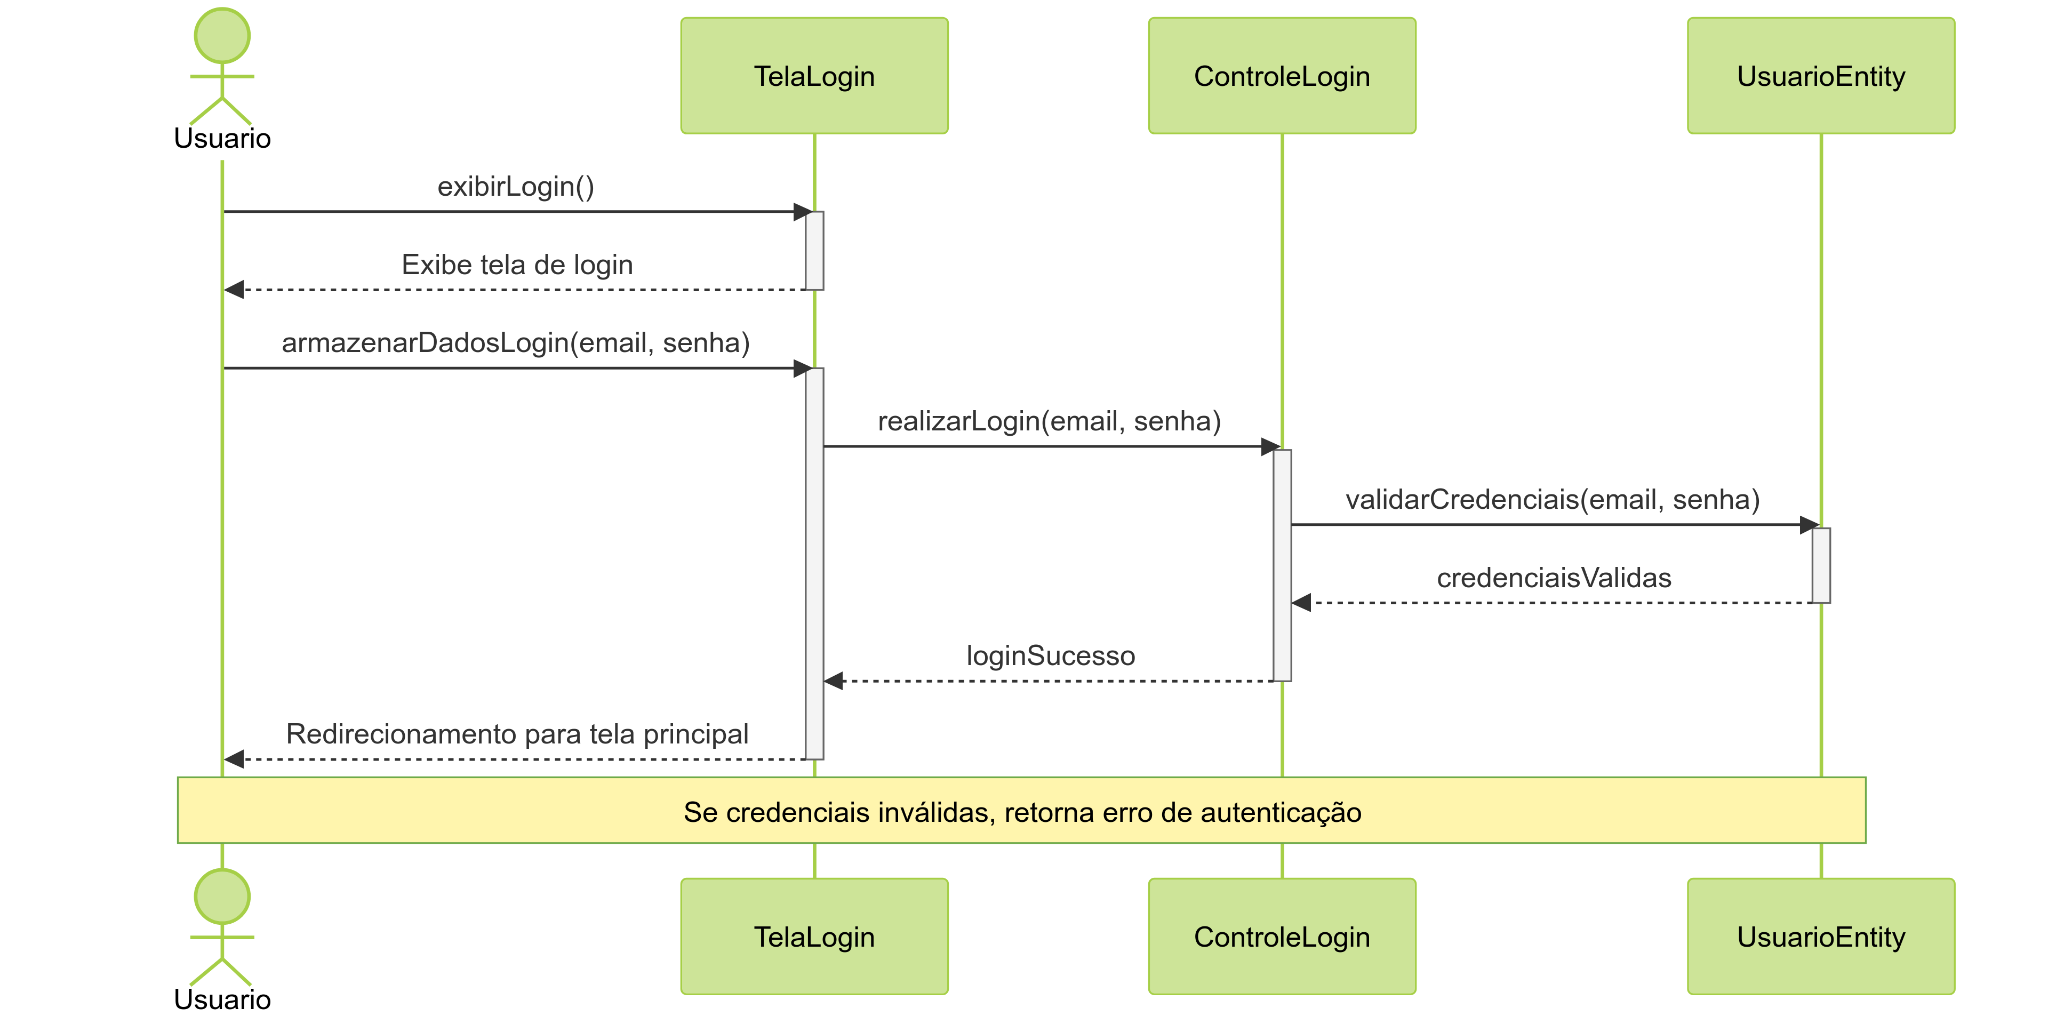 Usuario
TelaLogin
ControleLogin
UsuarioEntity
exibirLogin()
Exibe tela de login
armazenarDadosLogin(email, senha)
realizarLogin(email, senha)
validarCredenciais(email, senha)
credenciaisValidas
loginSucesso
Redirecionamento para tela principal
Se credenciais inválidas, retorna erro de autenticação
Usuario
TelaLogin
ControleLogin
UsuarioEntity